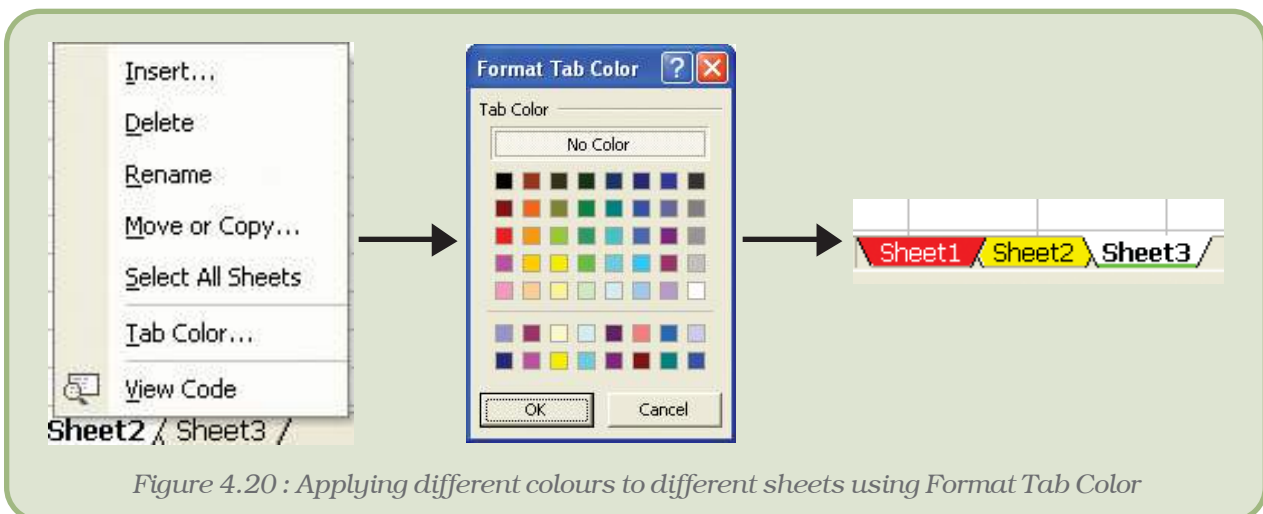 Insert...
Delete
Rename
Move or Copy...
Select All Sheets
Tab Color...
View Code
Sheet2 / Sheet3 /
Format Tab Color
Tab Color
No Color
OK Cancel
Sheet1 / Sheet2 \ Sheet3 /
Figure 4.20 : Applying different colours to different sheets using Format Tab Color